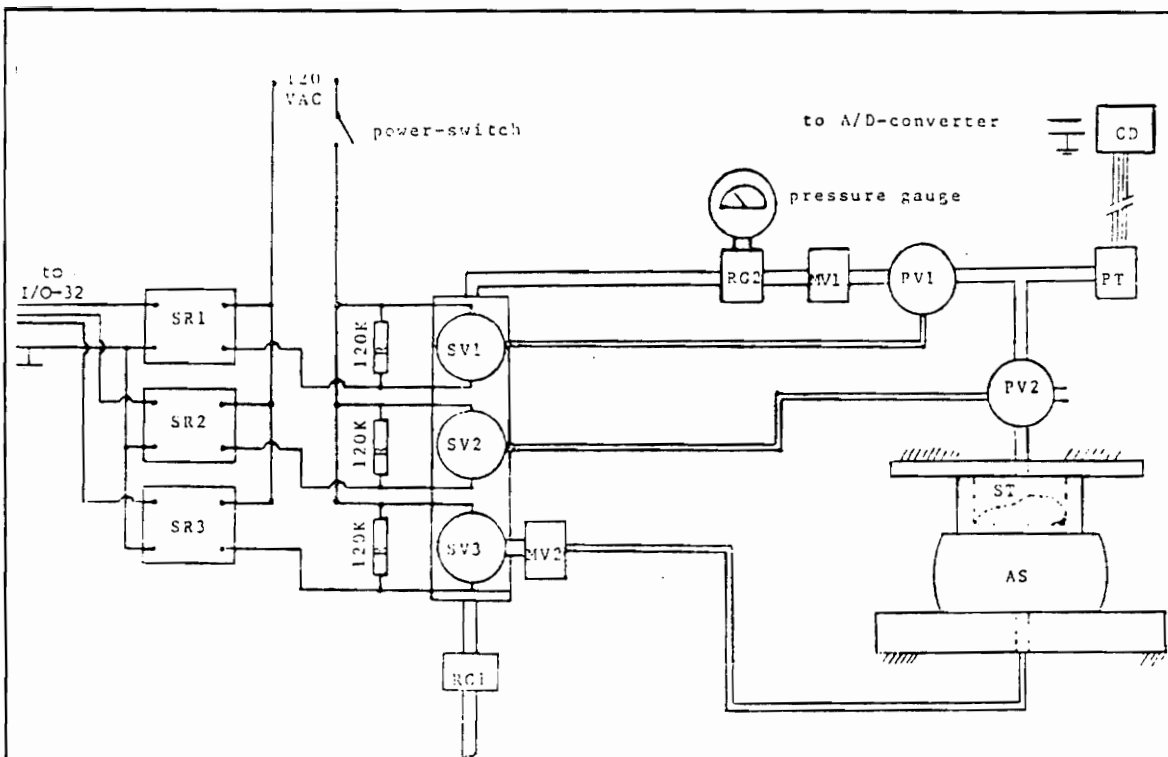 120
VAC
power-switch
to A/D-converter
CD
pressure gauge
to
I/O-32
RG2
MV1
PV1
PT
SR1
120K
SV1
SR2
120K
SV2
PV2
SR3
120K
SV3
MV2
ST
AS
RG1